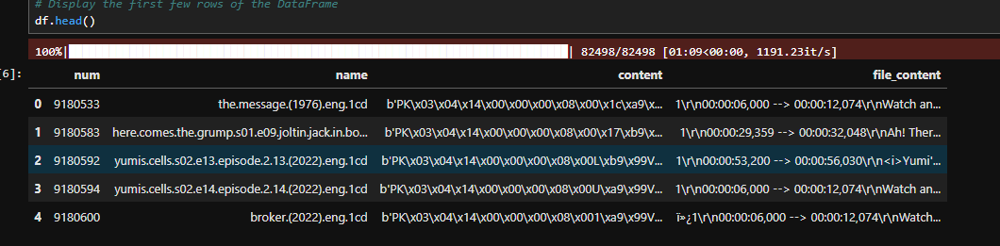 # Display the first few rows of the DataFrame
df.head()
100%| | 82498/82498 [01:09<00:00, 1191.23it/s]
[6]:
num name content file_content
0 9180533 the.message.(1976).eng.1cd b'PK\x03\x04\x14\x00\x00\x00\x08\x00\x1c\xa9\x... 1\r\n00:00:06,000 --> 00:00:12,074\r\nWatch an...
1 9180583 here.comes.the.grump.s01.e09.joltin.jack.in.bo... b'PK\x03\x04\x14\x00\x00\x00\x08\x00\x17\xb9\x... 1\r\n00:00:29,359 --> 00:00:32,048\r\nAh! Ther...
2 9180592 yumis.cells.s02.e13.episode.2.13.(2022).eng.1cd b'PK\x03\x04\x14\x00\x00\x00\x08\x00L\xb9\x99V... 1\r\n00:00:53,200 --> 00:00:56,030\r\n<i>Yumi'...
3 9180594 yumis.cells.s02.e14.episode.2.14.(2022).eng.1cd b'PK\x03\x04\x14\x00\x00\x00\x08\x00U\xa9\x99V... 1\r\n00:00:06,000 --> 00:00:12,074\r\nWatch an...
4 9180600 broker.(2022).eng.1cd b'PK\x03\x04\x14\x00\x00\x00\x08\x001\xa9\x99V... ï»¿1\r\n00:00:06,000 --> 00:00:12,074\r\nWatch...